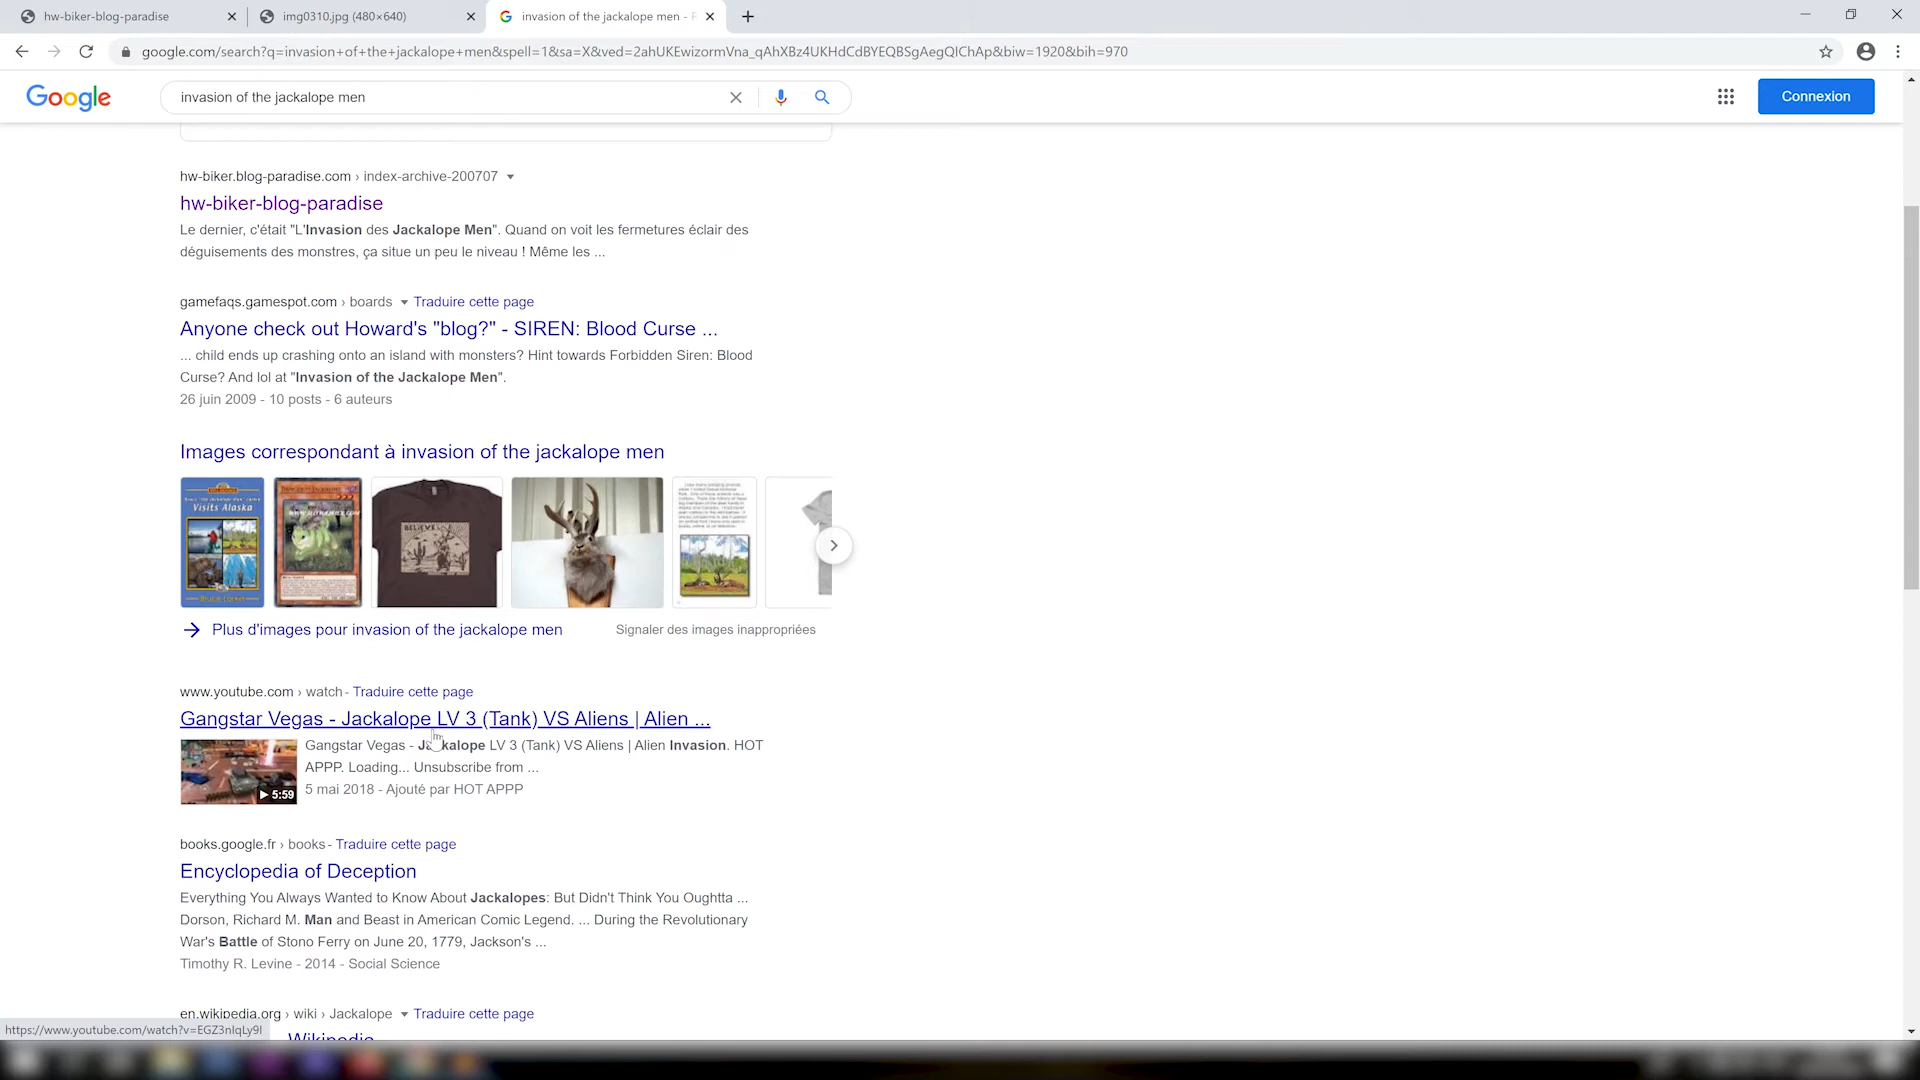 hw-biker-blog-paradise
img0310.jpg (480×640)
invasion of the jackalope men -
google.com/search?q=invasion+of+the+jackalope+men&spell=1&sa=X&ved=2ahUKEwizormVna_qAhXBz4UKHdCdBYEQBSgAegQIChAp&biw=1920&bih=970
Google
invasion of the jackalope men
Connexion
hw-biker.blog-paradise.com › index-archive-200707
hw-biker-blog-paradise
Le dernier, c'était "L'Invasion des Jackalope Men". Quand on voit les fermetures éclair des
déguisements des monstres, ça situe un peu le niveau ! Même les ...
gamefaqs.gamespot.com › boards Traduire cette page
Anyone check out Howard's "blog?" - SIREN: Blood Curse ...
... child ends up crashing onto an island with monsters? Hint towards Forbidden Siren: Blood
Curse? And lol at "Invasion of the Jackalope Men".
26 juin 2009 - 10 posts - 6 auteurs
Images correspondant à invasion of the jackalope men
Visits Alaska
BELIEVE
Plus d'images pour invasion of the jackalope men
Signaler des images inappropriées
www.youtube.com › watch - Traduire cette page
Gangstar Vegas - Jackalope LV 3 (Tank) VS Aliens | Alien ...
Gangstar Vegas - Jackalope LV 3 (Tank) VS Aliens | Alien Invasion. HOT
APPP. Loading... Unsubscribe from ...
5:59
5 mai 2018 - Ajouté par HOT APPP
books.google.fr › books - Traduire cette page
Encyclopedia of Deception
Everything You Always Wanted to Know About Jackalopes: But Didn't Think You Oughtta ...
Dorson, Richard M. Man and Beast in American Comic Legend. ... During the Revolutionary
War's Battle of Stono Ferry on June 20, 1779, Jackson's ...
Timothy R. Levine - 2014 - Social Science
en.wikipedia.org › wiki › Jackalope Traduire cette page
https://www.youtube.com/watch?v=EGZ3nIqLy9I
Wikipedia